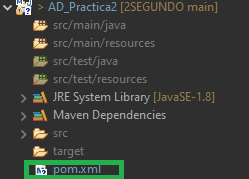 AD_Practica2 [2SEGUNDO main]
src/main/java
src/main/resources
src/test/java
src/test/resources
JRE System Library [JavaSE-1.8]
Maven Dependencies
src
target
pom.xml